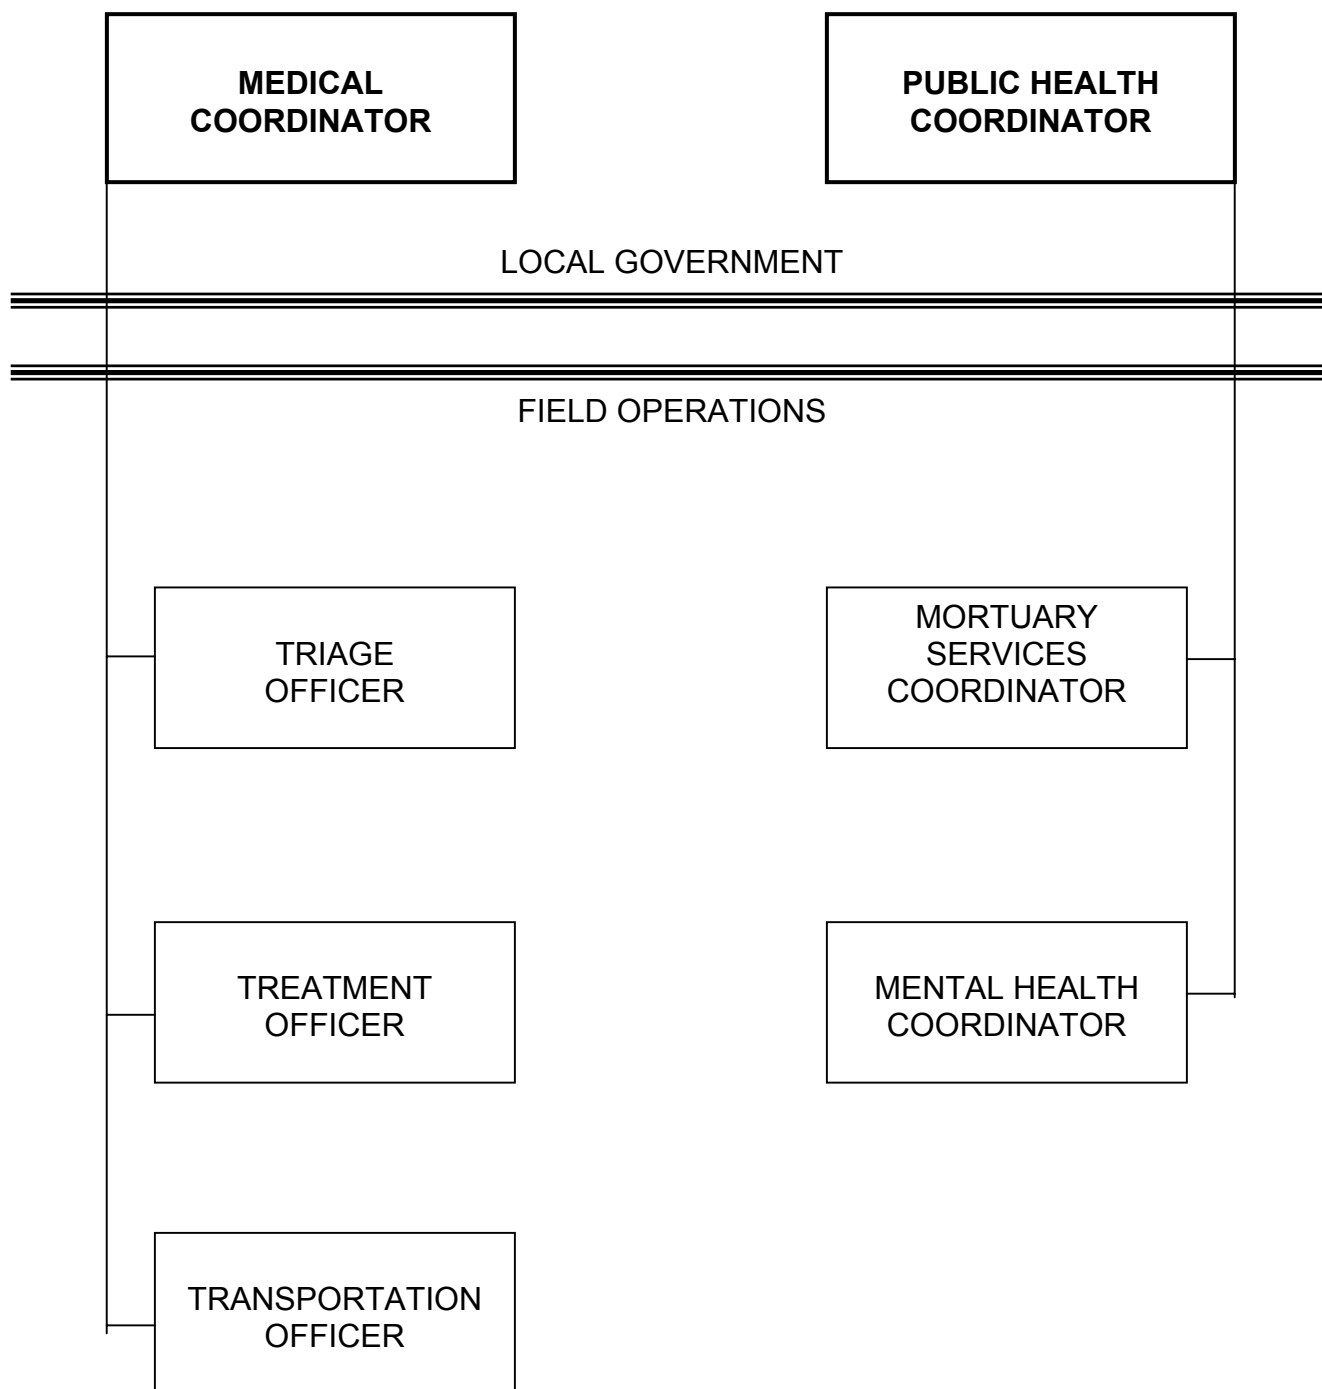 MEDICAL
COORDINATOR
PUBLIC HEALTH
COORDINATOR
LOCAL GOVERNMENT
FIELD OPERATIONS
TRIAGE
OFFICER
MORTUARY
SERVICES
COORDINATOR
TREATMENT
OFFICER
MENTAL HEALTH
COORDINATOR
TRANSPORTATION
OFFICER